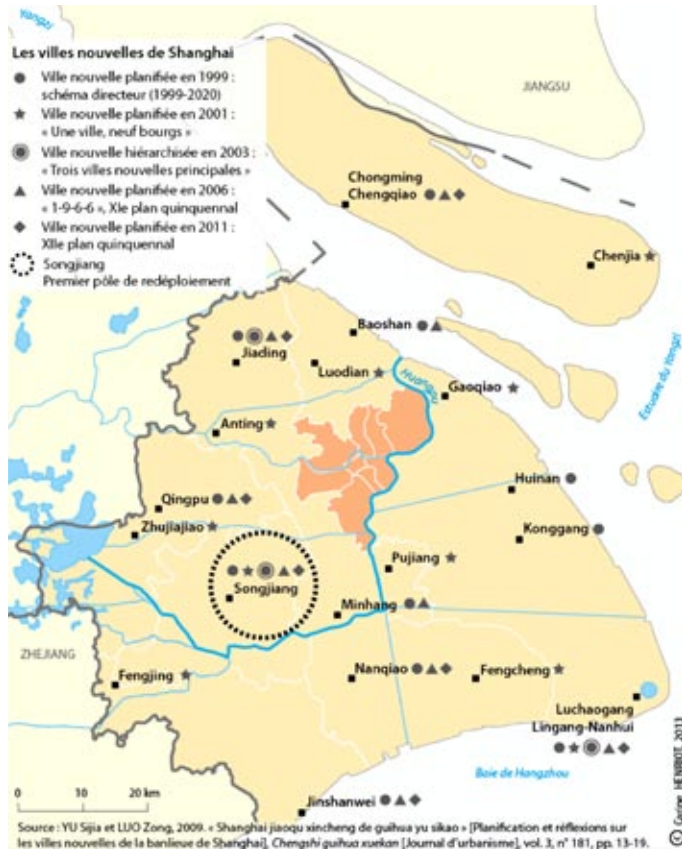 Yangzi
Les villes nouvelles de Shanghai
Ville nouvelle planifiée en 1999 :
schéma directeur (1999-2020)
Ville nouvelle planifiée en 2001 :
« Une ville, neuf bourgs »
Ville nouvelle hiérarchisée en 2003 :
« Trois villes nouvelles principales »
Ville nouvelle planifiée en 2006 :
« 1-9-6-6 », XIe plan quinquennal
Ville nouvelle planifiée en 2011 :
XIIe plan quinquennal
Songjiang
Premier pôle de redéploiement
JIANGSU
Chongming
Chengqiao
Chenjia
Baoshan
Jiading
Luodian
Huangpu
Gaoqiao
Estuaire du Yangzi
Anting
Huinan
Qingpu
Zhujiajiao
Konggang
Pujiang
Songjiang
Minhang
ZHEJIANG
Fengjing
Nanqiao
Fengcheng
Luchaogang
Lingang-Nanhui
Baie de Hangzhou
0 20 km
Jinshanwei
© Carine HENRIOT, 2013
Source : YU Sijia et LUO Zong, 2009. « Shanghai jiaoqu xincheng de guihua yu sikao » [Planification et réflexions sur
les villes nouvelles de la banlieue de Shanghai], Chengshi guihua xuekan [Journal d'urbanisme], vol. 3, n° 181, pp. 13-19.